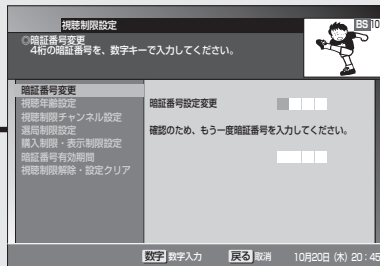 視聴制限設定
BS 10
◎暗証番号変更
4桁の暗証番号を、数字キーで入力してください。
暗証番号変更
視聴年齢設定
視聴制限チャンネル設定
選局制限設定
購入制限・表示制限設定
暗証番号有効期間
視聴制限解除・設定クリア
暗証番号設定変更
確認のため、もう一度暗証番号を入力してください。
数字 数字入力 戻る 取消 10月20日 (木) 20:45